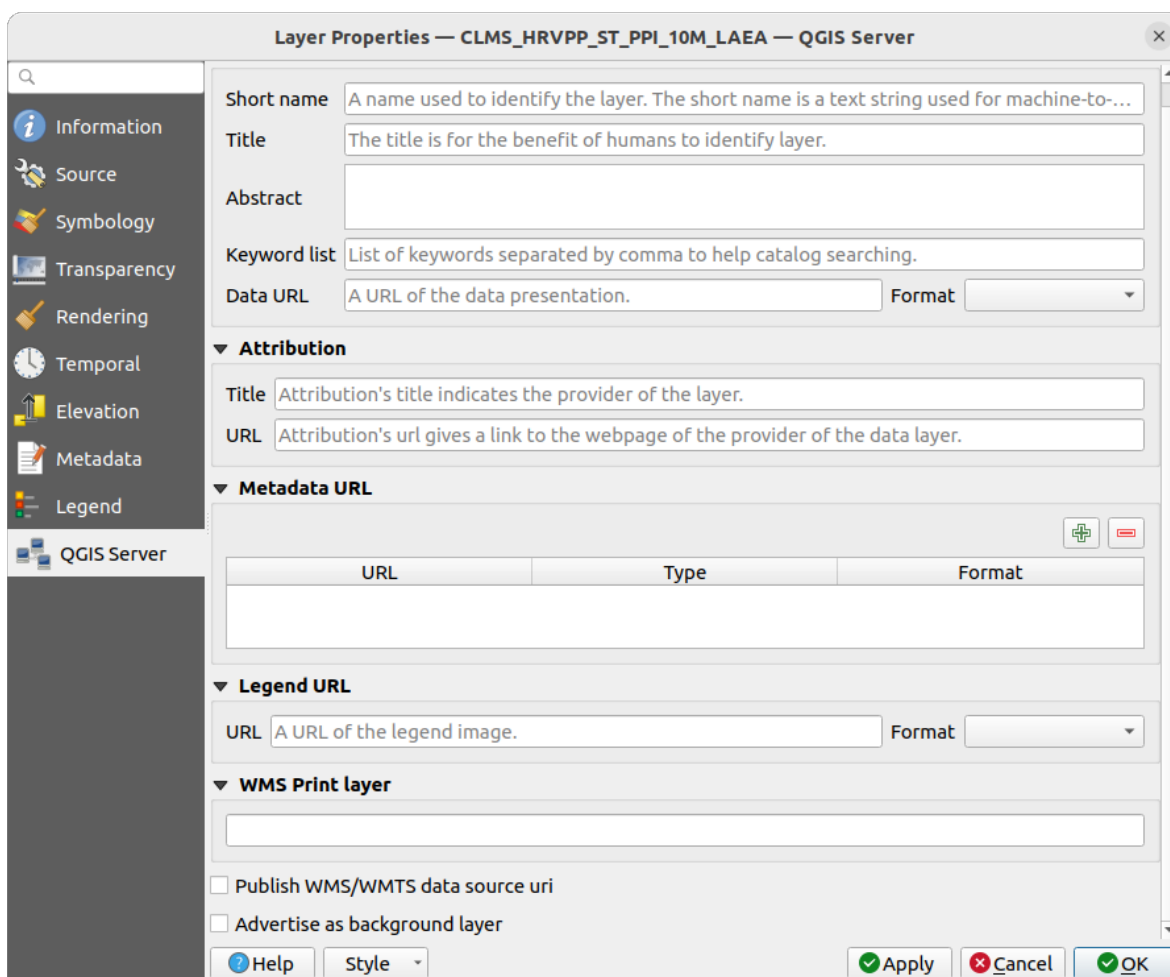 Layer Properties — CLMS_HRVPP_ST_PPI_10M_LAEA — QGIS Server
Information
Source
Symbology
Transparency
Rendering
Temporal
Elevation
Metadata
Legend
QGIS Server
Short name A name used to identify the layer. The short name is a text string used for machine-to-...
Title The title is for the benefit of humans to identify layer.
Abstract
Keyword list List of keywords separated by comma to help catalog searching.
Data URL A URL of the data presentation. Format
Attribution
Title Attribution's title indicates the provider of the layer.
URL Attribution's url gives a link to the webpage of the provider of the data layer.
Metadata URL
URL Type Format
Legend URL
URL A URL of the legend image. Format
WMS Print layer
Publish WMS/WMTS data source uri
Advertise as background layer
Help Style Apply Cancel OK